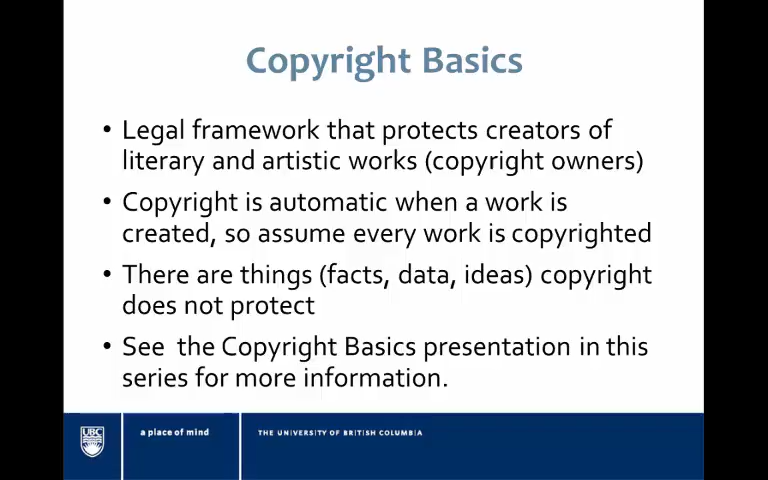 Copyright Basics
• Legal framework that protects creators of
literary and artistic works (copyright owners)
• Copyright is automatic when a work is
created, so assume every work is copyrighted
• There are things (facts, data, ideas) copyright
does not protect
• See  the Copyright Basics presentation in this
series for more information.
UBC
a place of mind
THE UNIVERSITY OF BRITISH COLUMBIA